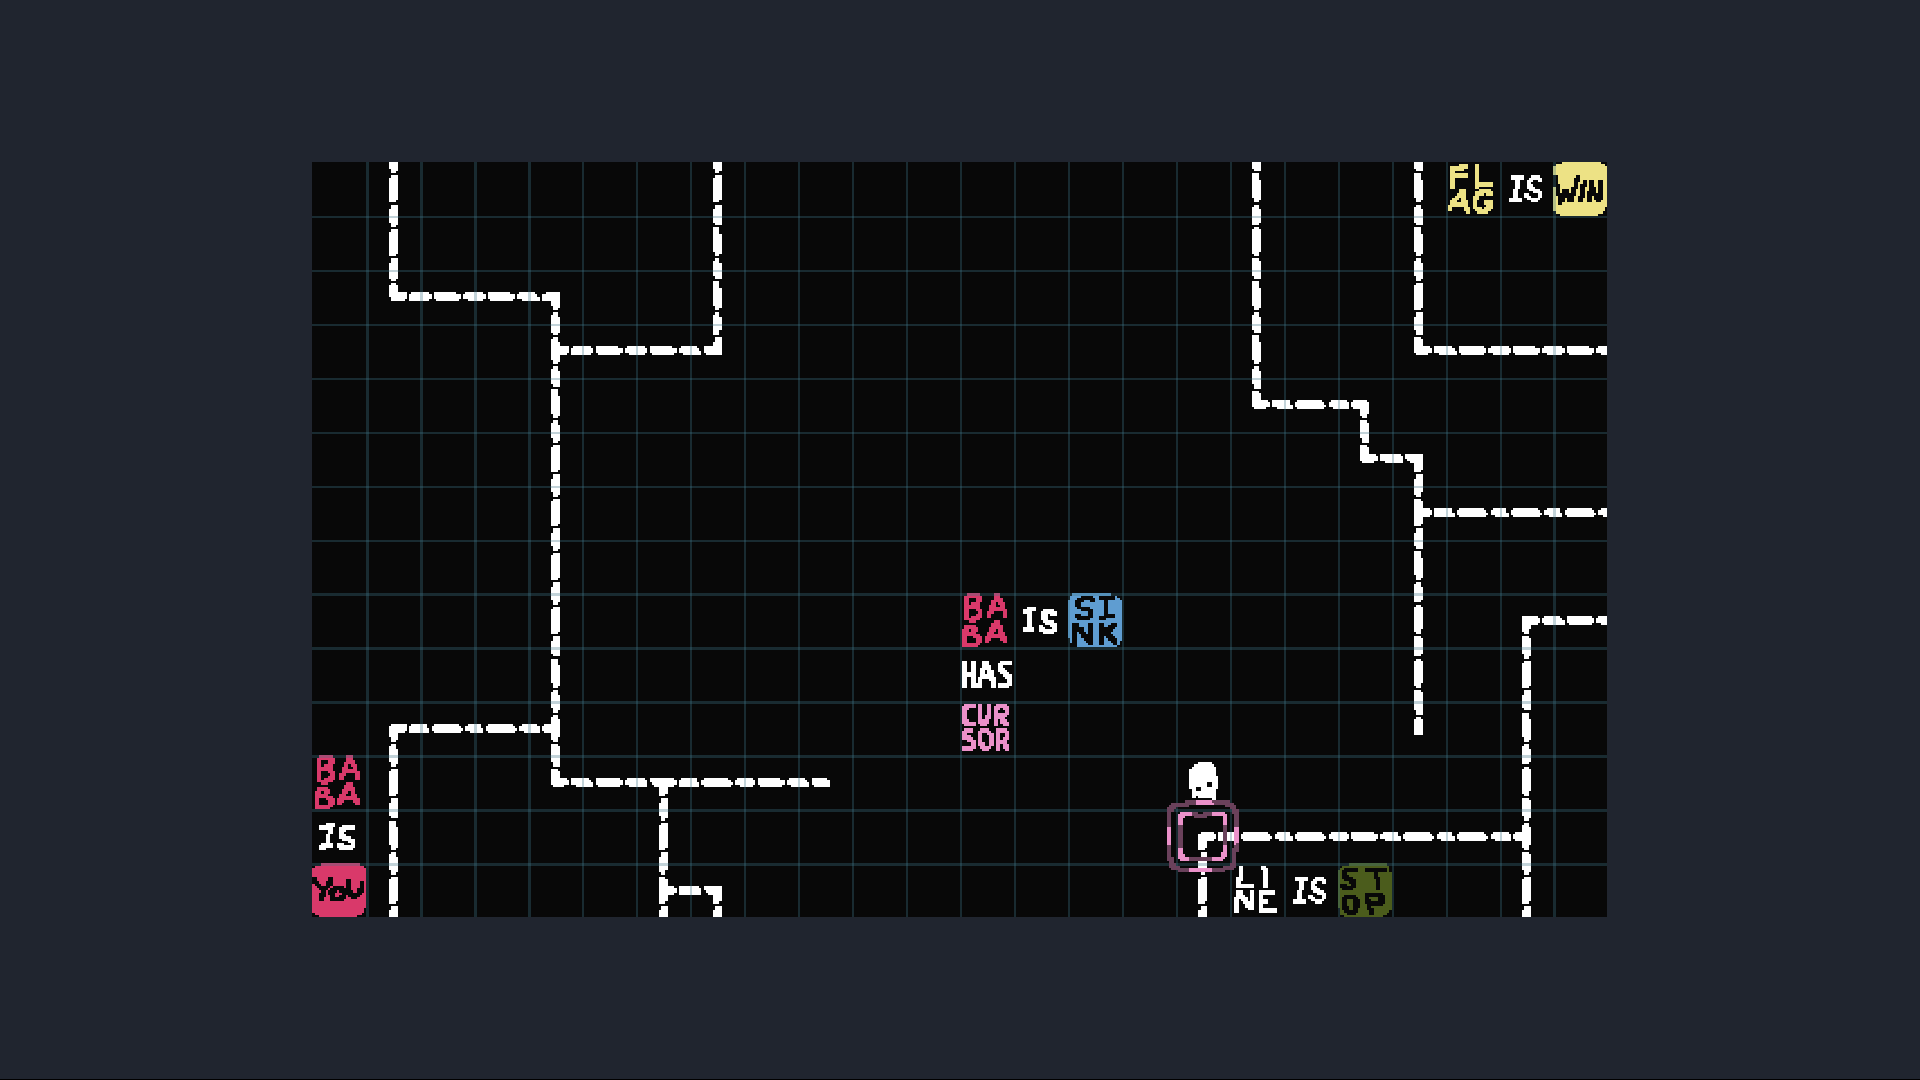 FLAG IS WIN
BABA IS SINK
HAS
CURSOR
BABA
IS
YOU
LINE IS STOP